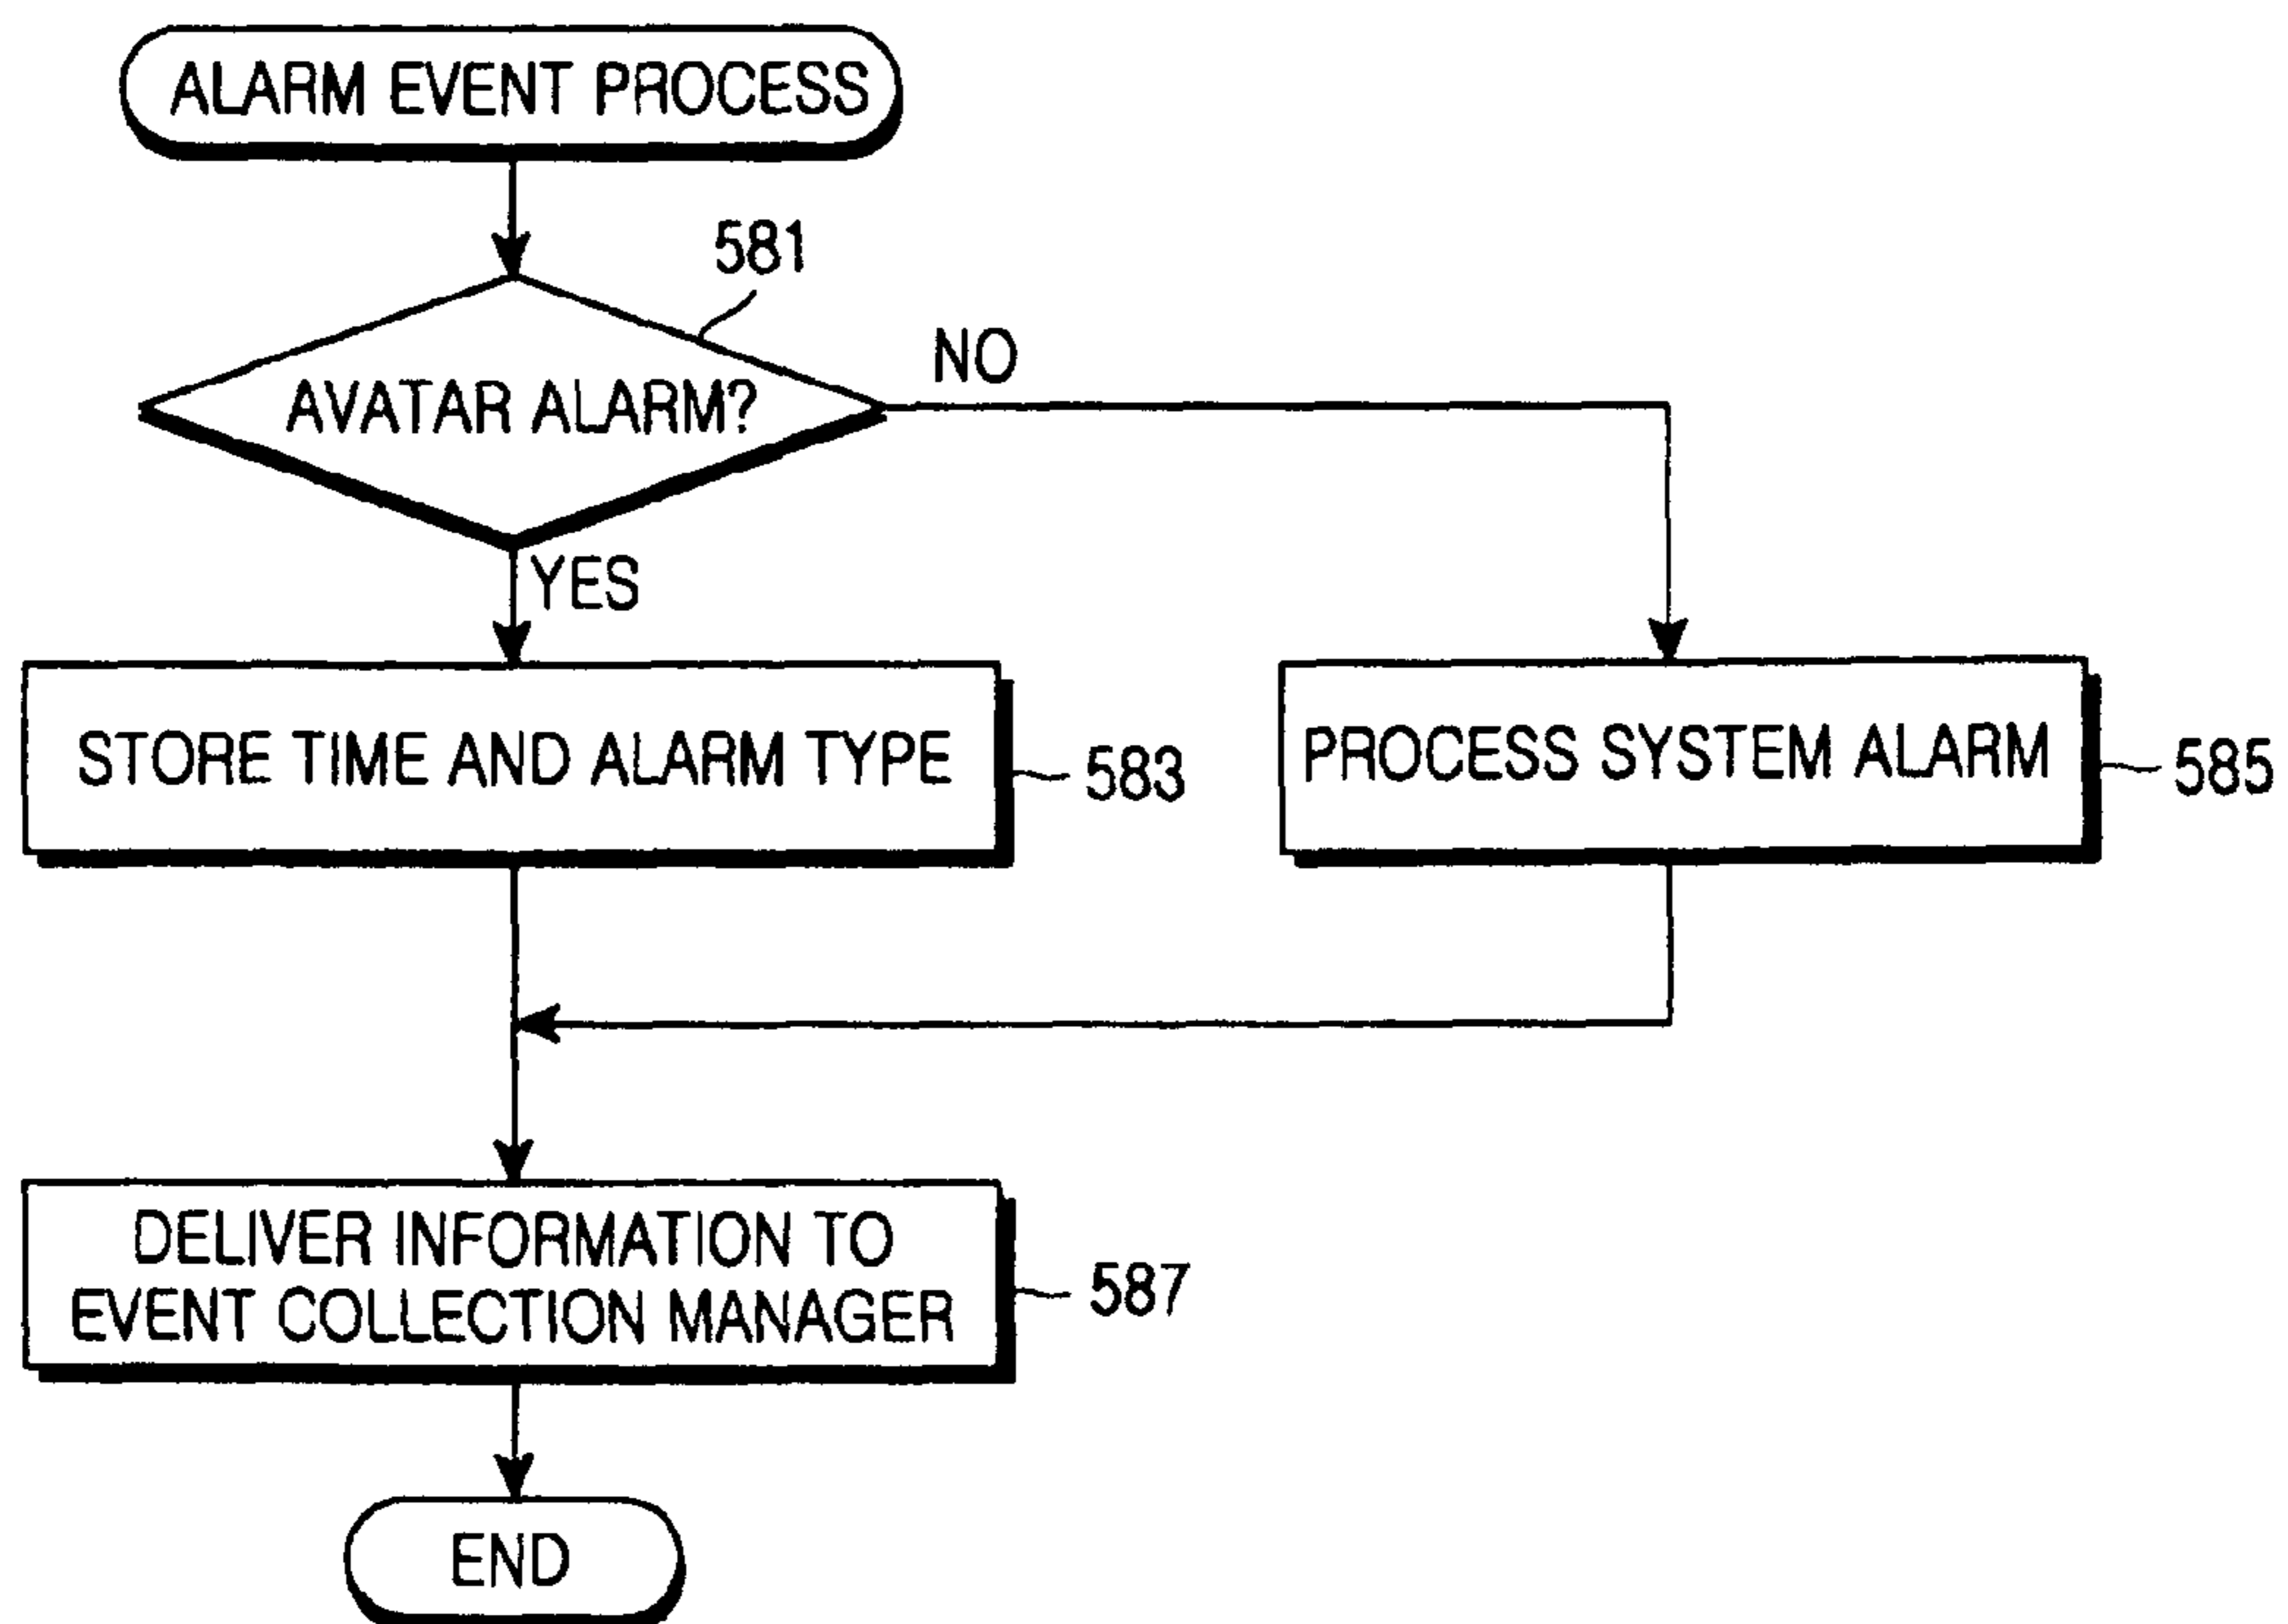 ALARM EVENT PROCESS
581
AVATAR ALARM?
NO
YES
STORE TIME AND ALARM TYPE
583
PROCESS SYSTEM ALARM
585
DELIVER INFORMATION TO
EVENT COLLECTION MANAGER
587
END